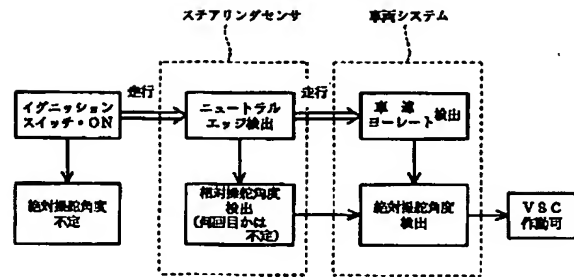 ステアリングセンサ
車両システム
イグニッション
スイッチ・ON
走行
ニュートラル
エッジ検出
走行
車速
ヨーレート
検出
絶対操舵角度
不定
相対操舵角度
検出
(何回目かは
不定)
絶対操舵角度
検出
VSC
作動可